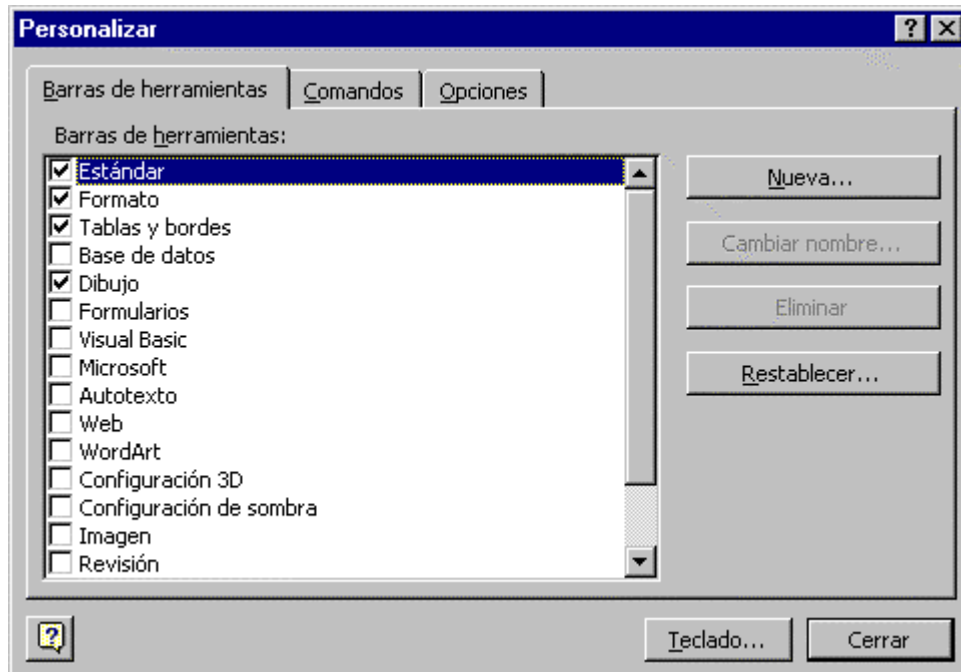 Personalizar
Barras de herramientas Comandos Opciones
Barras de herramientas:
Estándar
Formato
Tablas y bordes
Base de datos
Dibujo
Formularios
Visual Basic
Microsoft
Autotexto
Web
WordArt
Configuración 3D
Configuración de sombra
Imagen
Revisión
Nueva...
Cambiar nombre...
Eliminar
Restablecer...
Teclado... Cerrar